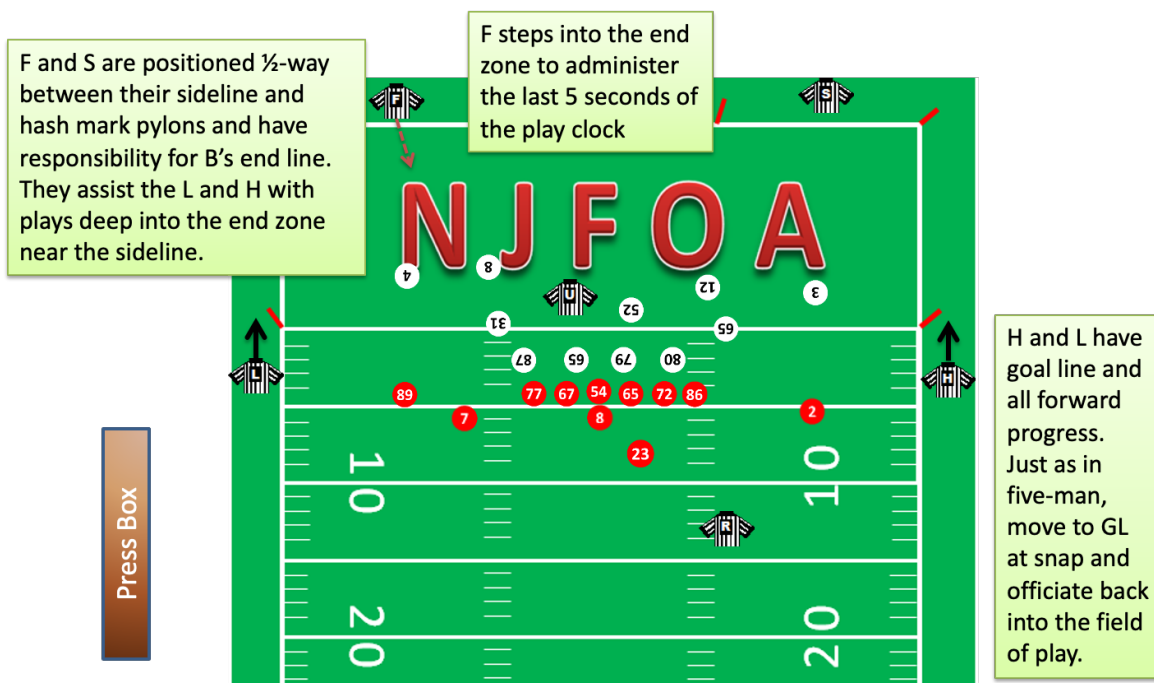 F and S are positioned ½-way
between their sideline and
hash mark pylons and have
responsibility for B's end line.
They assist the L and H with
plays deep into the end zone
near the sideline.
F steps into the end
zone to administer
the last 5 seconds of
the play clock
F
S
NJFOA
4
8
U
12
3
31
52
65
L
87
65
79
80
H
89
77
67
54
65
72
86
7
8
2
23
10
10
R
20
20
Press Box
H and L have
goal line and
all forward
progress.
Just as in
five-man,
move to GL
at snap and
officiate back
into the field
of play.